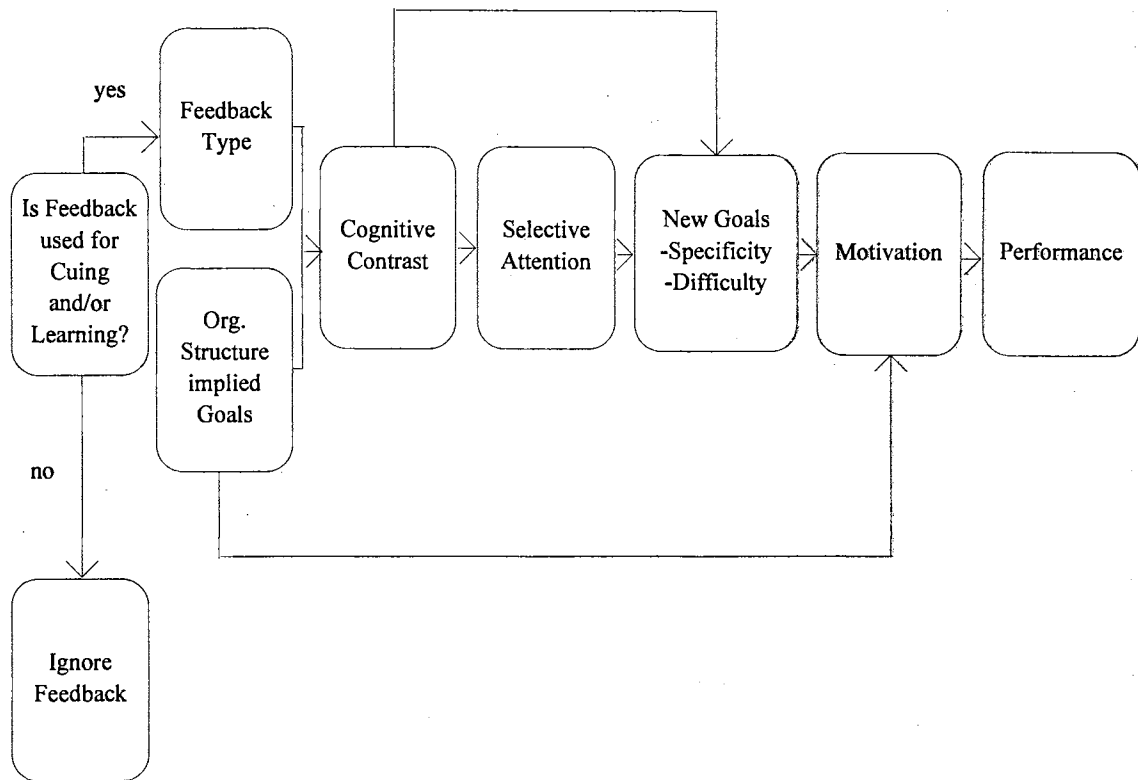 yes
Feedback
Type
Is Feedback
used for
Cuing
and/or
Learning?
Org.
Structure
implied
Goals
Cognitive
Contrast
Selective
Attention
New Goals
-Specificity
-Difficulty
Motivation
Performance
no
Ignore
Feedback